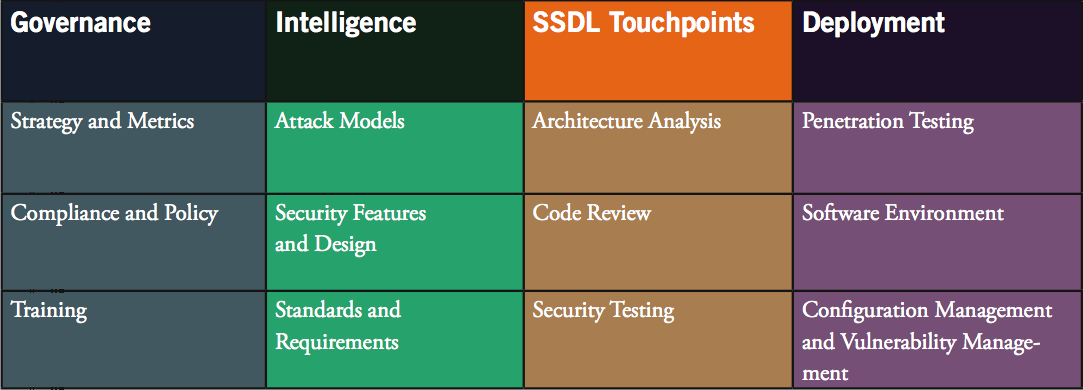 Governance
Intelligence
SSDL Touchpoints
Deployment
Strategy and Metrics
Attack Models
Architecture Analysis
Penetration Testing
Compliance and Policy
Security Features
and Design
Code Review
Software Environment
Training
Standards and
Requirements
Security Testing
Configuration Management
and Vulnerability Manage-
ment